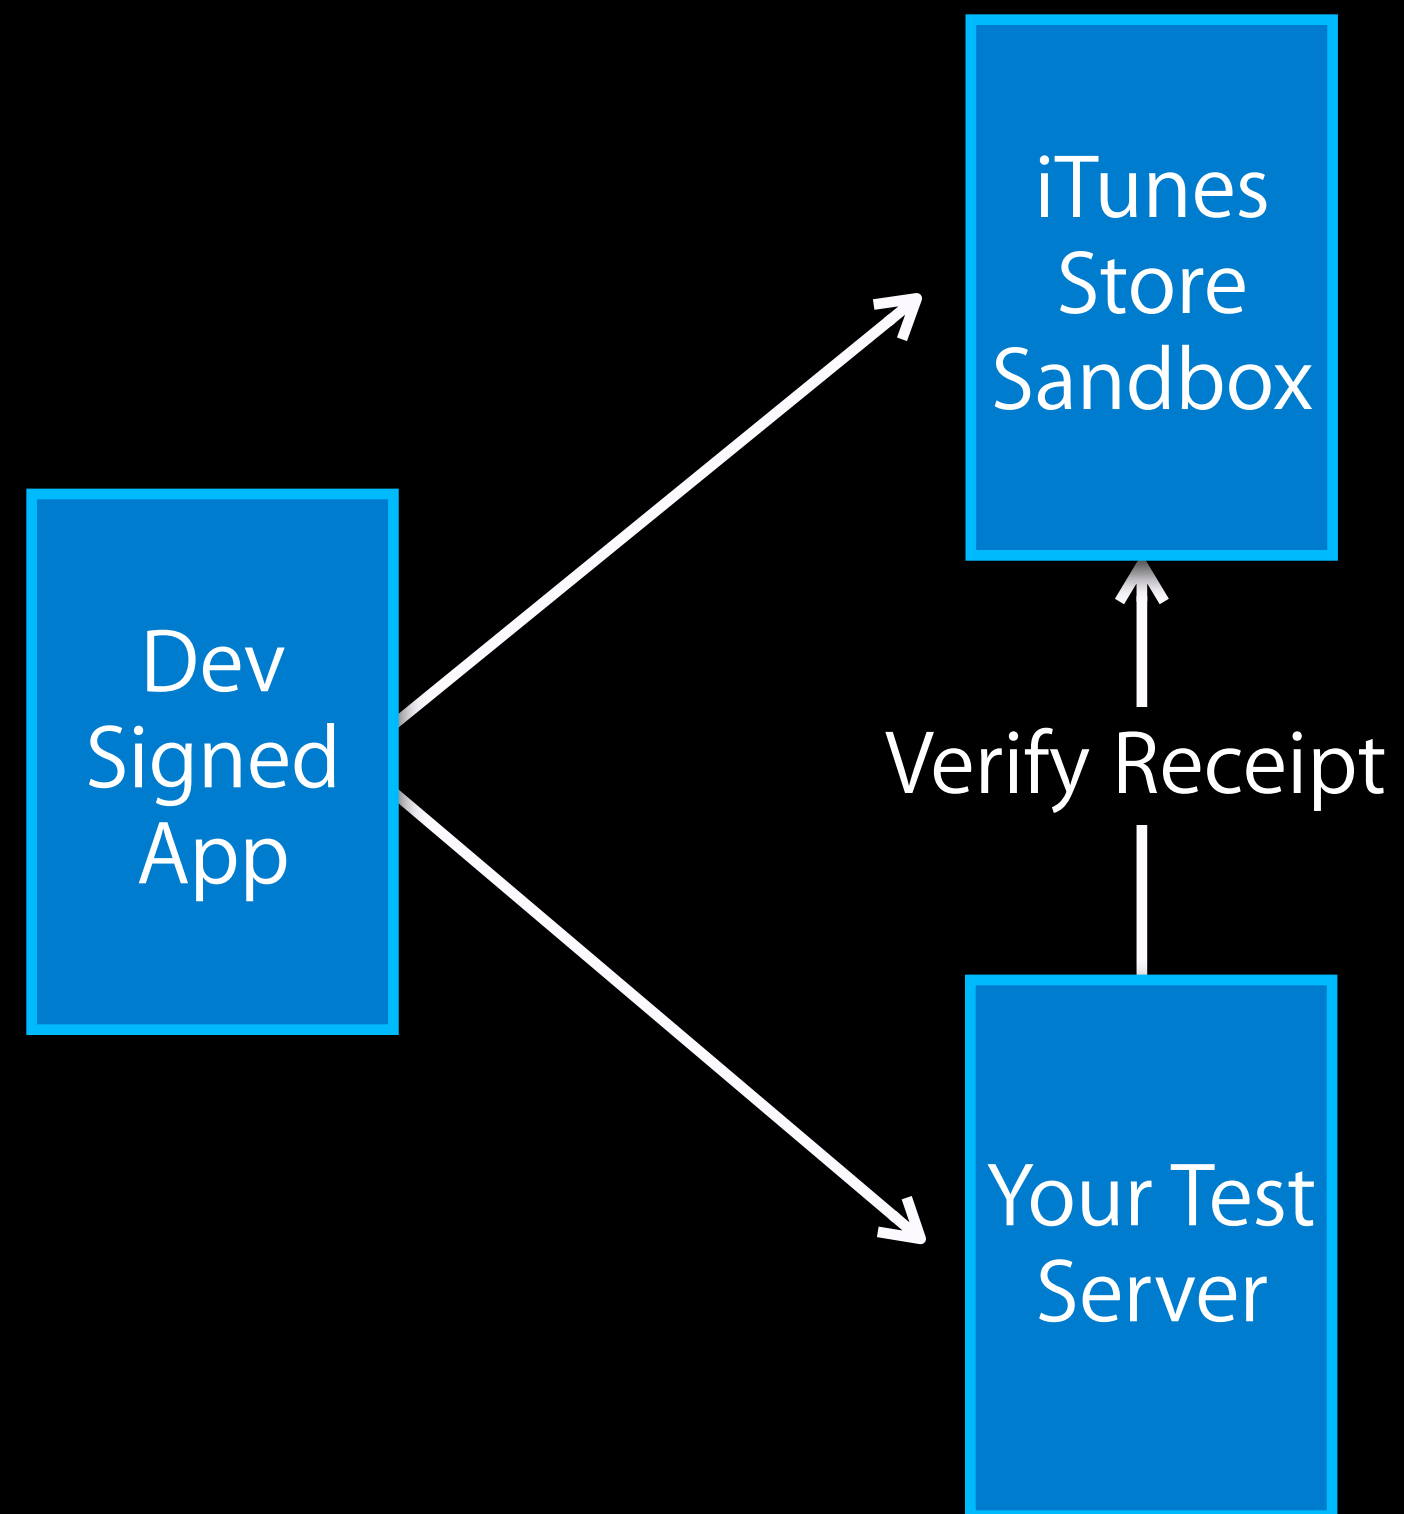 iTunes
Store
Sandbox
Dev
Signed
App
Verify Receipt
Your Test
Server